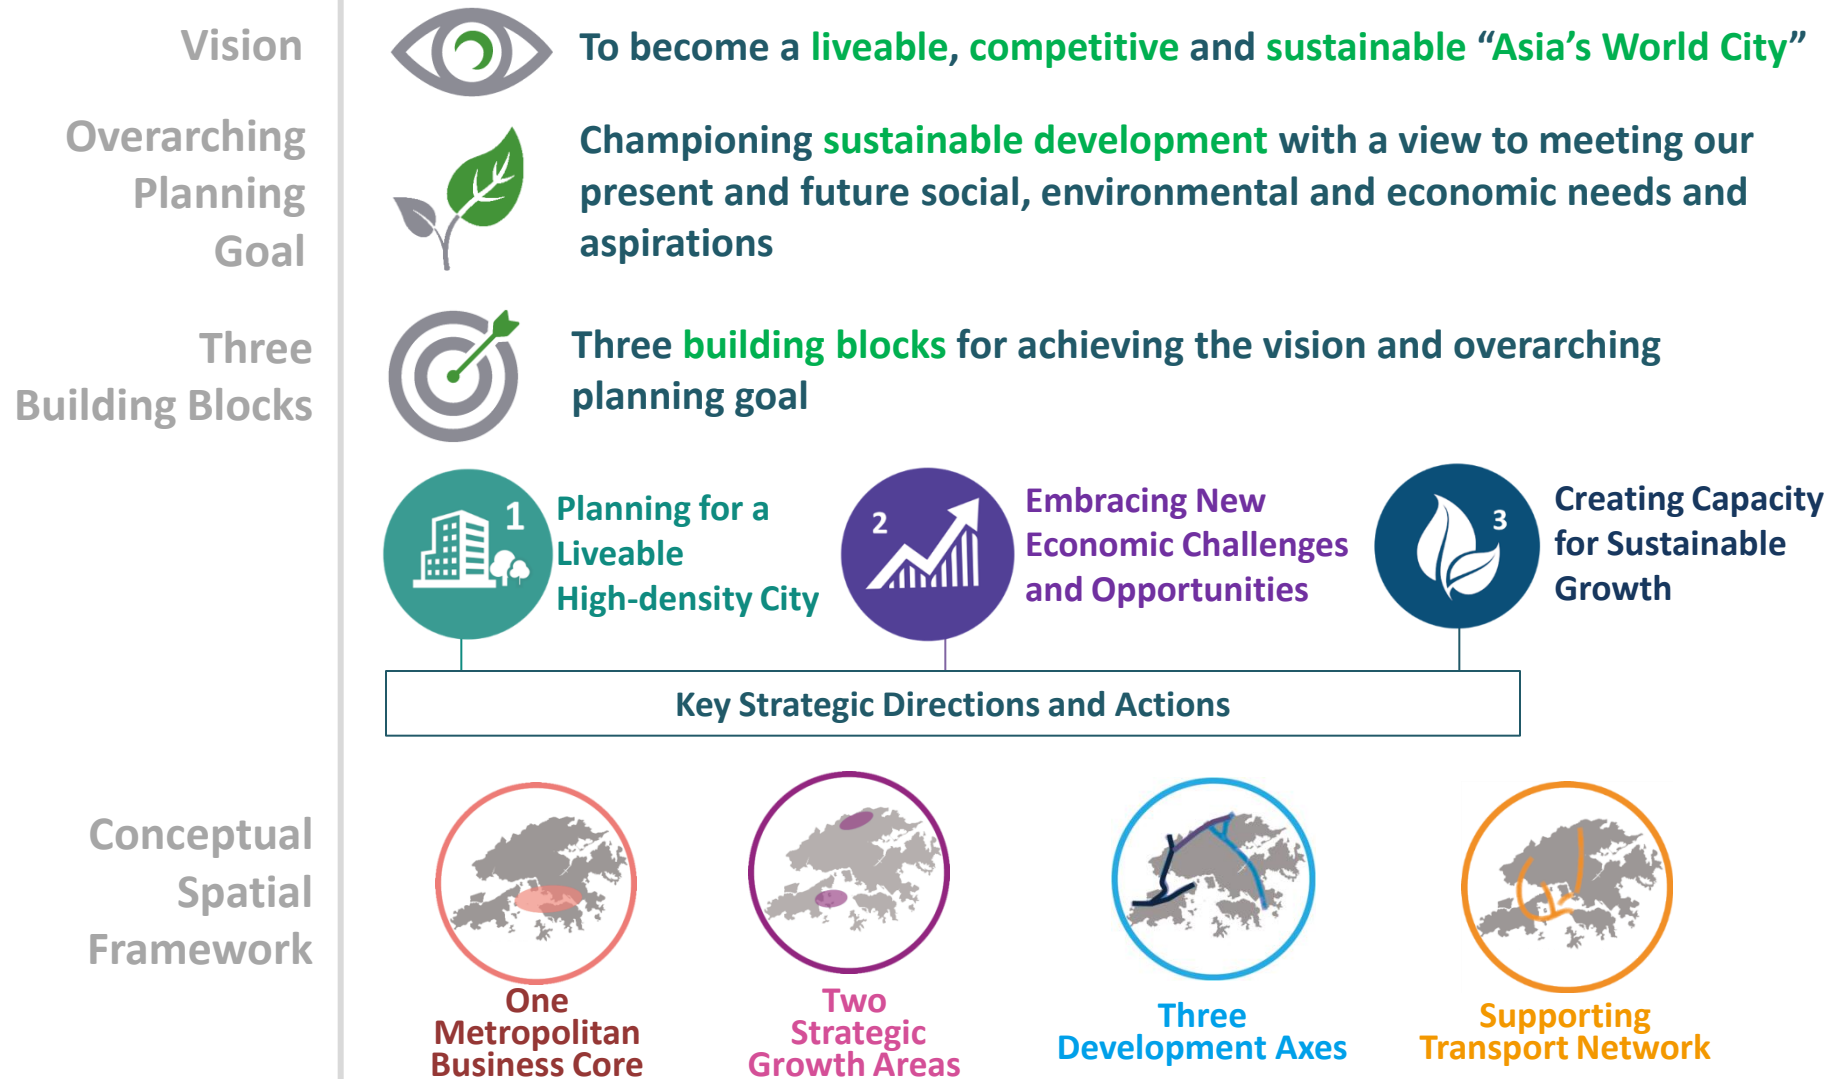 Vision
To become a liveable, competitive and sustainable “Asia’s World City”
Overarching
Planning
Goal
Championing sustainable development with a view to meeting our
present and future social, environmental and economic needs and
aspirations
Three
Building Blocks
Three building blocks for achieving the vision and overarching
planning goal
1
Planning for a
Liveable
High-density City
2
Embracing New
Economic Challenges
and Opportunities
3
Creating Capacity
for Sustainable
Growth
Key Strategic Directions and Actions
Conceptual
Spatial
Framework
One
Metropolitan
Business Core
Two
Strategic
Growth Areas
Three
Development Axes
Supporting
Transport Network